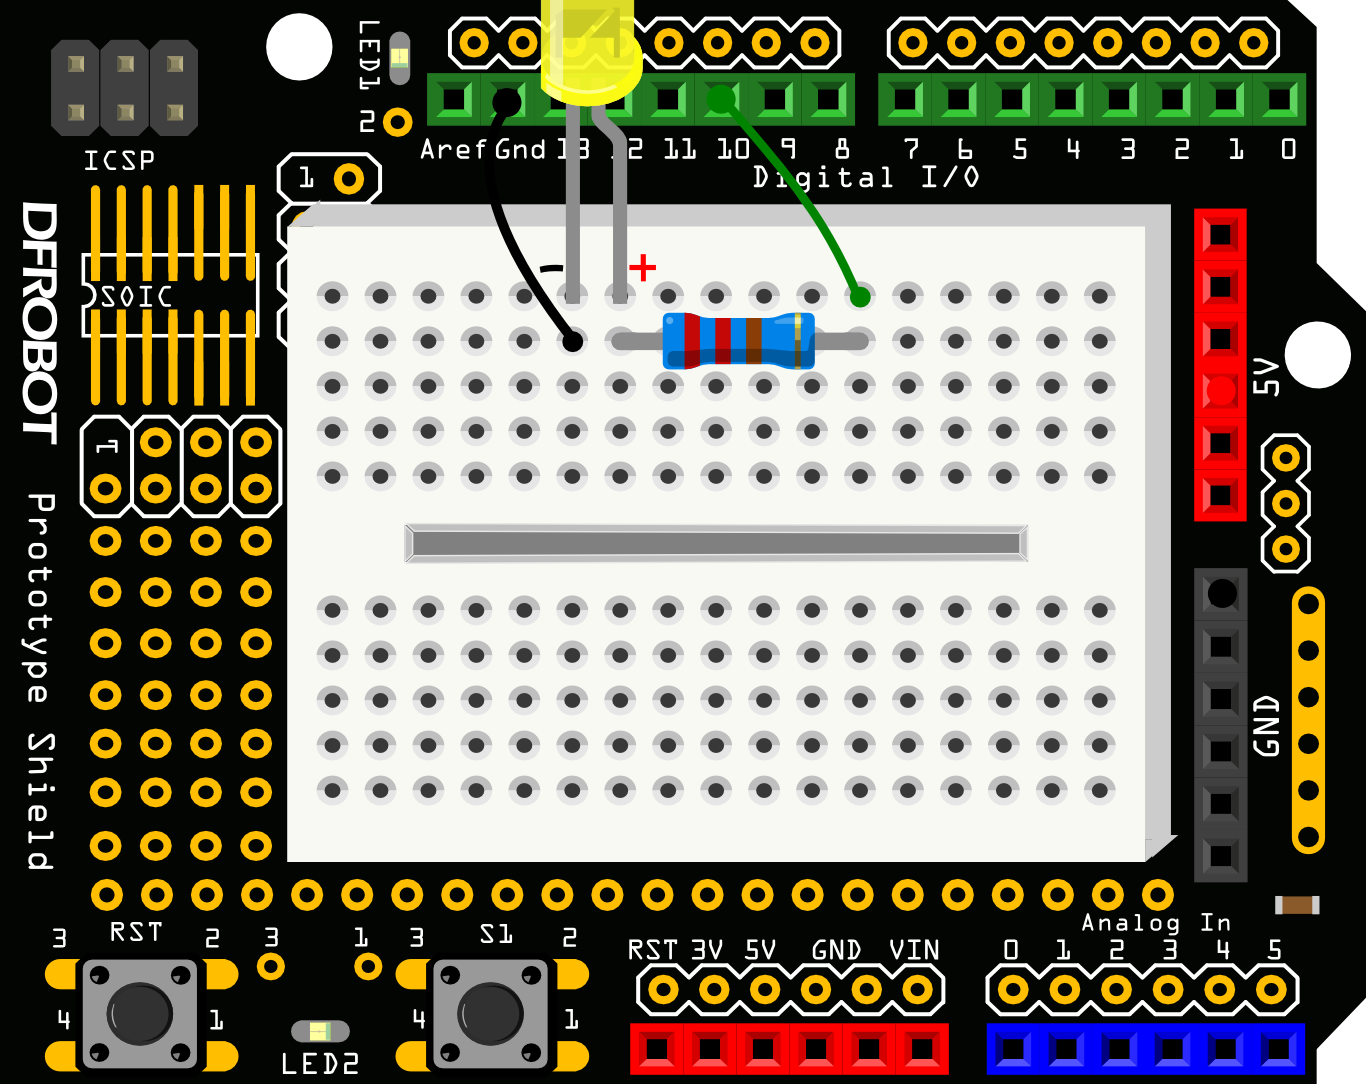 LED1
2
Aref Gnd 13 12 11 10 9 8 7 6 5 4 3 2 1 0
Digital I/O
ICSP
1
DFROBOT
SOIC
+
−
5V
1
Prototype Shield
GND
Analog In
3 RST 2 3 1 3 S1 2
RST 3V 5V GND VIN 0 1 2 3 4 5
4 1 4 1
LED2